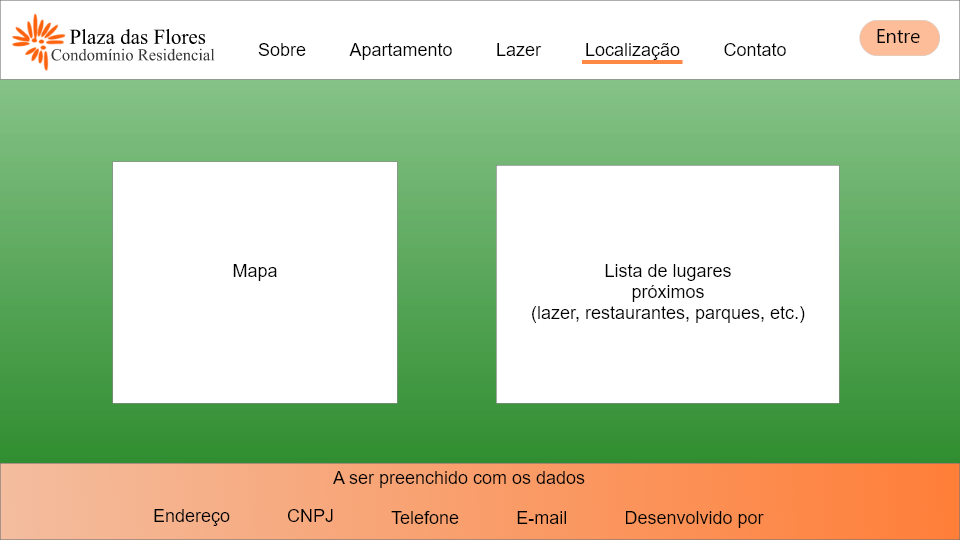 Plaza das Flores
Condomínio Residencial
Sobre
Apartamento
Lazer
Localização
Contato
Entre
Mapa
Lista de lugares
próximos
(lazer, restaurantes, parques, etc.)
A ser preenchido com os dados
Endereço
CNPJ
Telefone
E-mail
Desenvolvido por